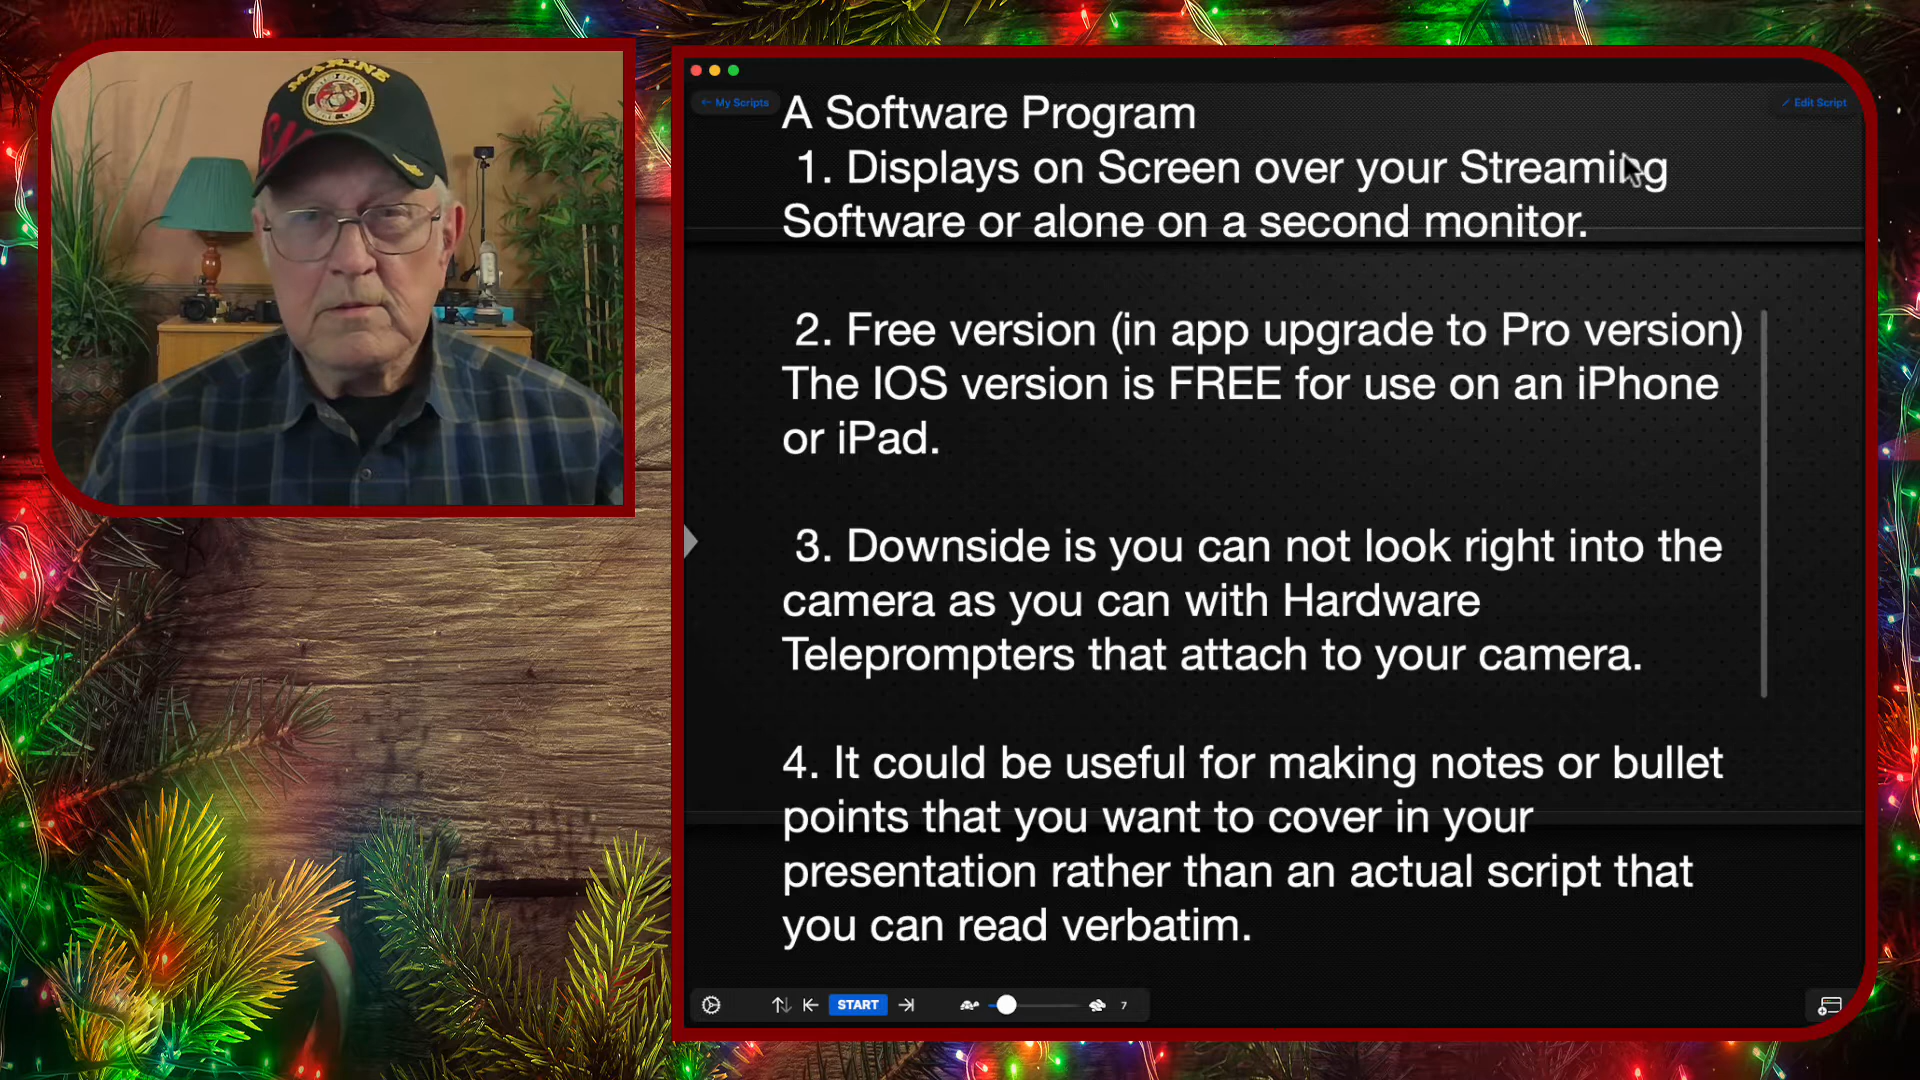 MARINE
← My Scripts
Edit Script
A Software Program
1. Displays on Screen over your Streaming
Software or alone on a second monitor.
2. Free version (in app upgrade to Pro version)
The IOS version is FREE for use on an iPhone
or iPad.
3. Downside is you can not look right into the
camera as you can with Hardware
Teleprompters that attach to your camera.
4. It could be useful for making notes or bullet
points that you want to cover in your
presentation rather than an actual script that
you can read verbatim.
START
7